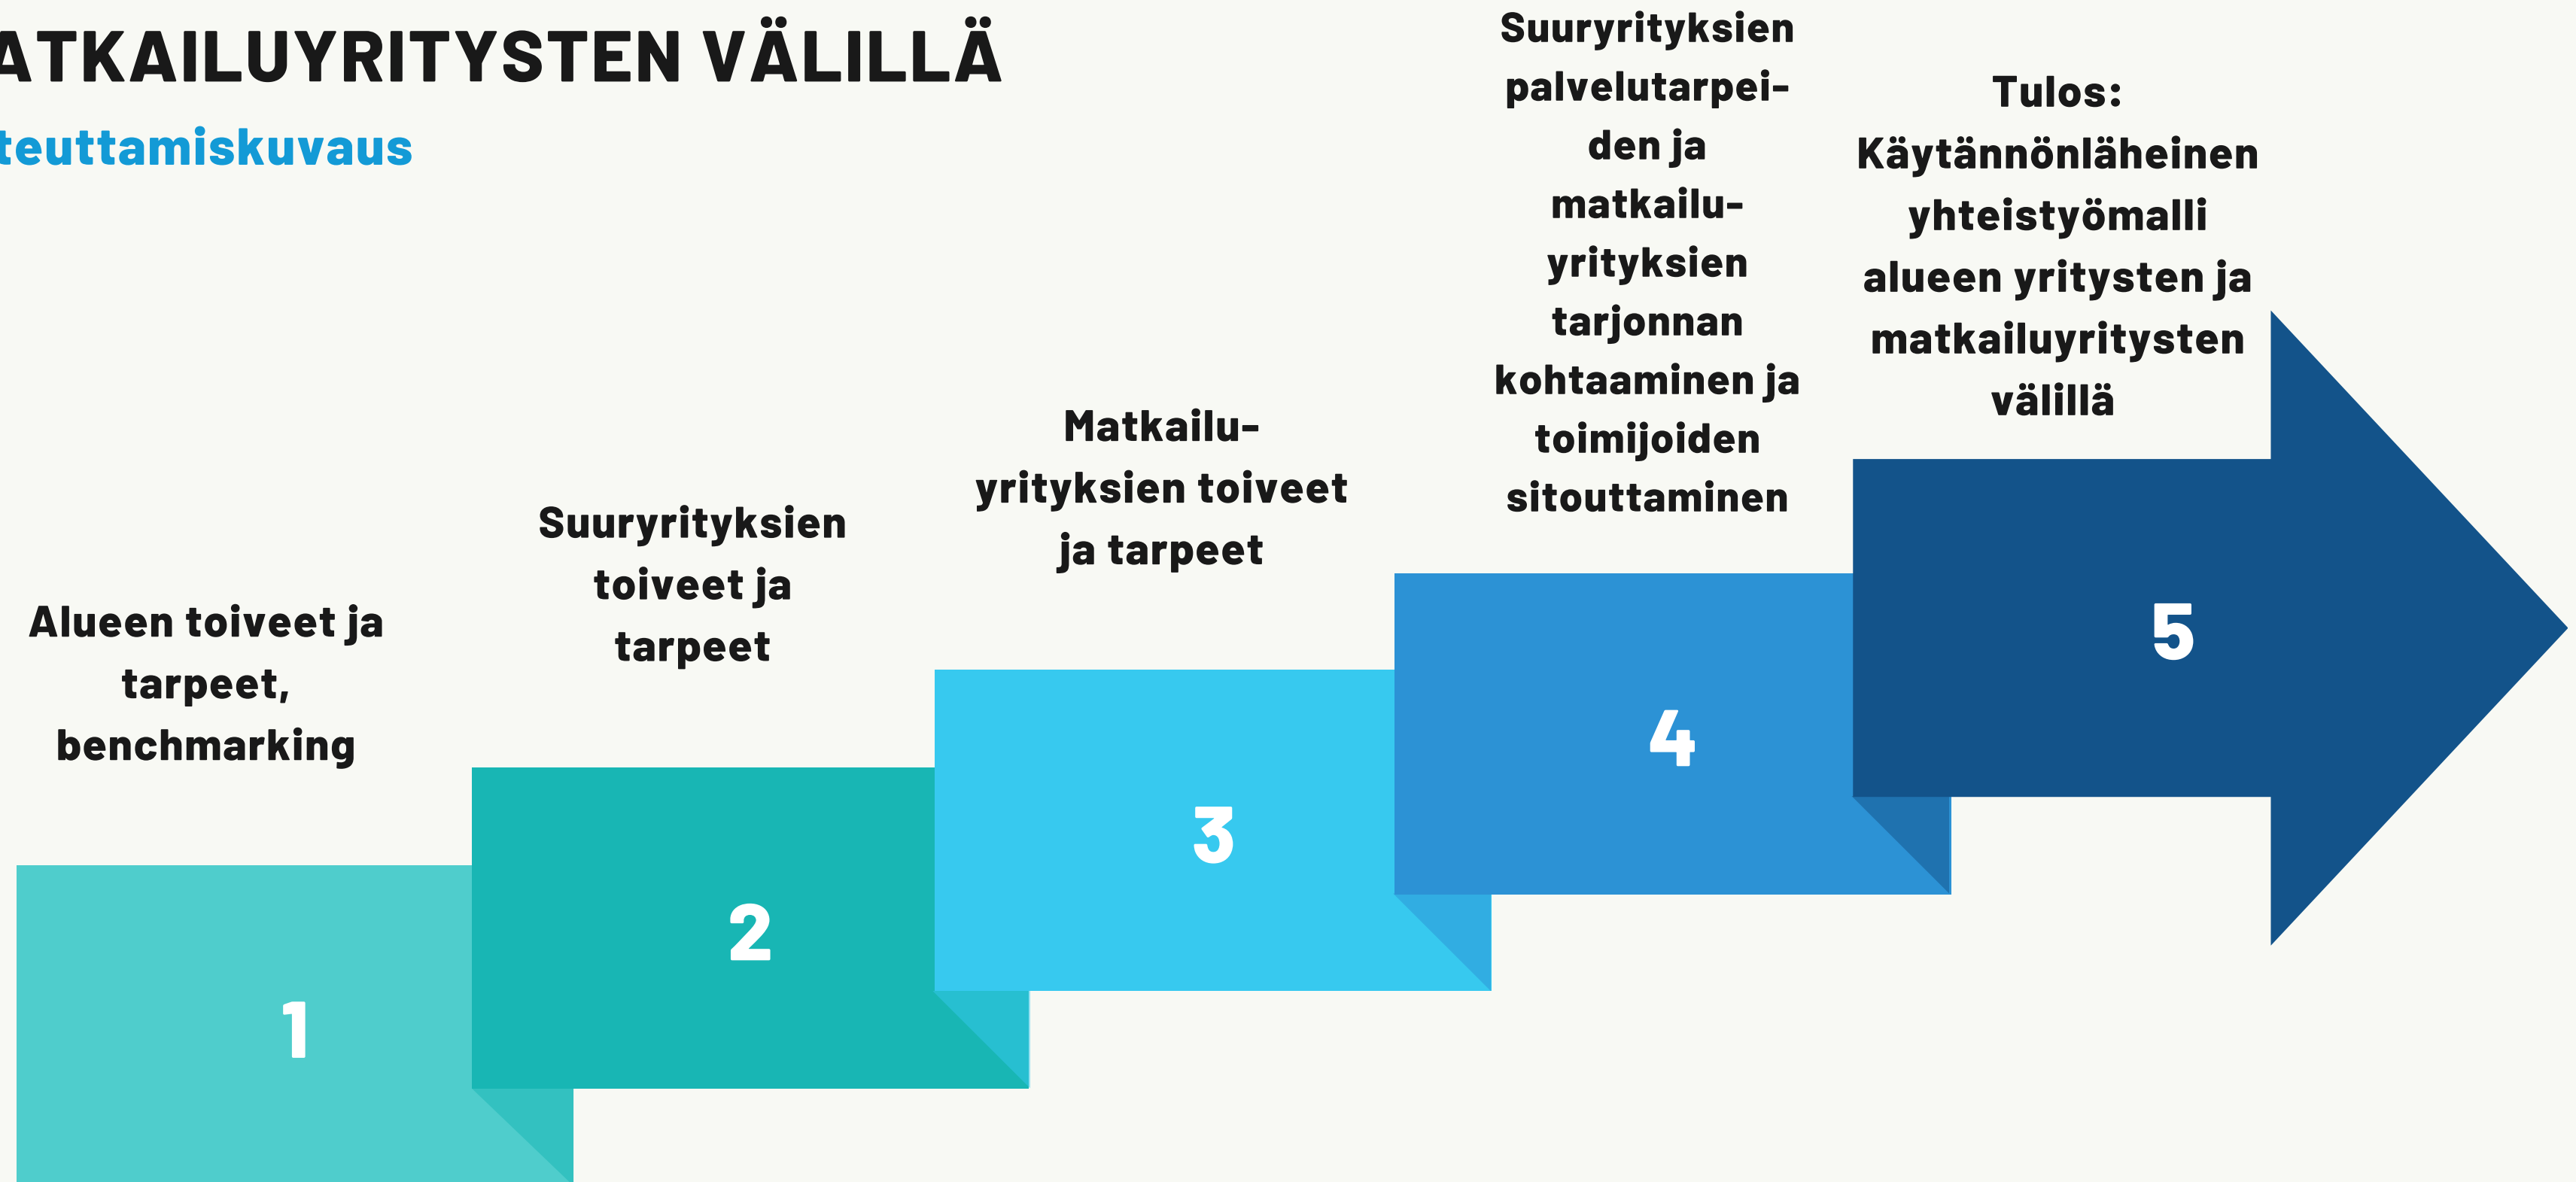 ATKAILUYRITYSTEN VÄLILLÄ
teuttamiskuvaus
Alueen toiveet ja
tarpeet,
benchmarking
1
Suuryrityksien
toiveet ja
tarpeet
2
Matkailu-
yrityksien toiveet
ja tarpeet
3
Suuryrityksien
palvelutarpei-
den ja
matkailu-
yrityksien
tarjonnan
kohtaaminen ja
toimijoiden
sitouttaminen
4
Tulos:
Käytännönläheinen
yhteistyömalli
alueen yritysten ja
matkailuyritysten
välillä
5